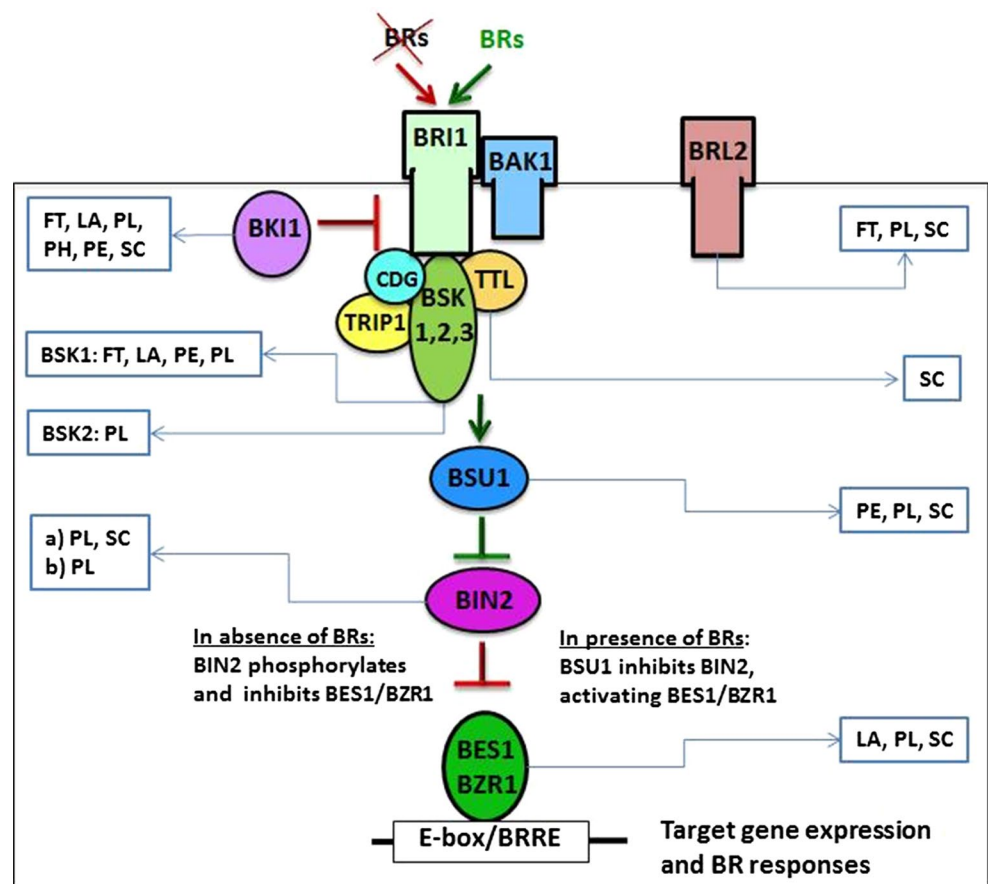 BRs
BRs
BRI1
BAK1
BRL2
FT, LA, PL,
PH, PE, SC
BKI1
FT, PL, SC
CDG
BSK
1,2,3
TTL
TRIP1
BSK1: FT, LA, PE, PL
SC
BSK2: PL
BSU1
PE, PL, SC
a) PL, SC
b) PL
BIN2
In absence of BRs:
BIN2 phosphorylates
and inhibits BES1/BZR1
In presence of BRs:
BSU1 inhibits BIN2,
activating BES1/BZR1
BES1
BZR1
LA, PL, SC
E-box/BRRE
Target gene expression
and BR responses